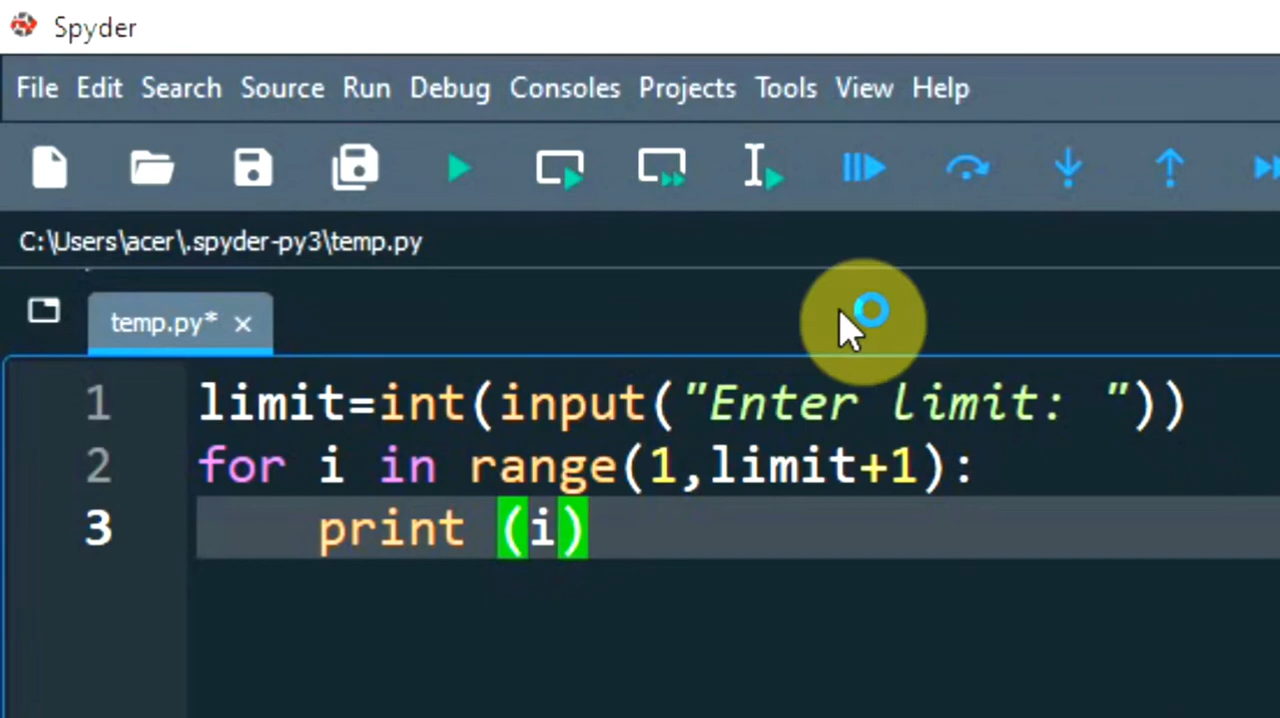 Spyder
File Edit Search Source Run Debug Consoles Projects Tools View Help
C:\Users\acer\.spyder-py3\temp.py
temp.py*
1 limit=int(input("Enter limit: "))
2 for i in range(1,limit+1):
3     print (i)